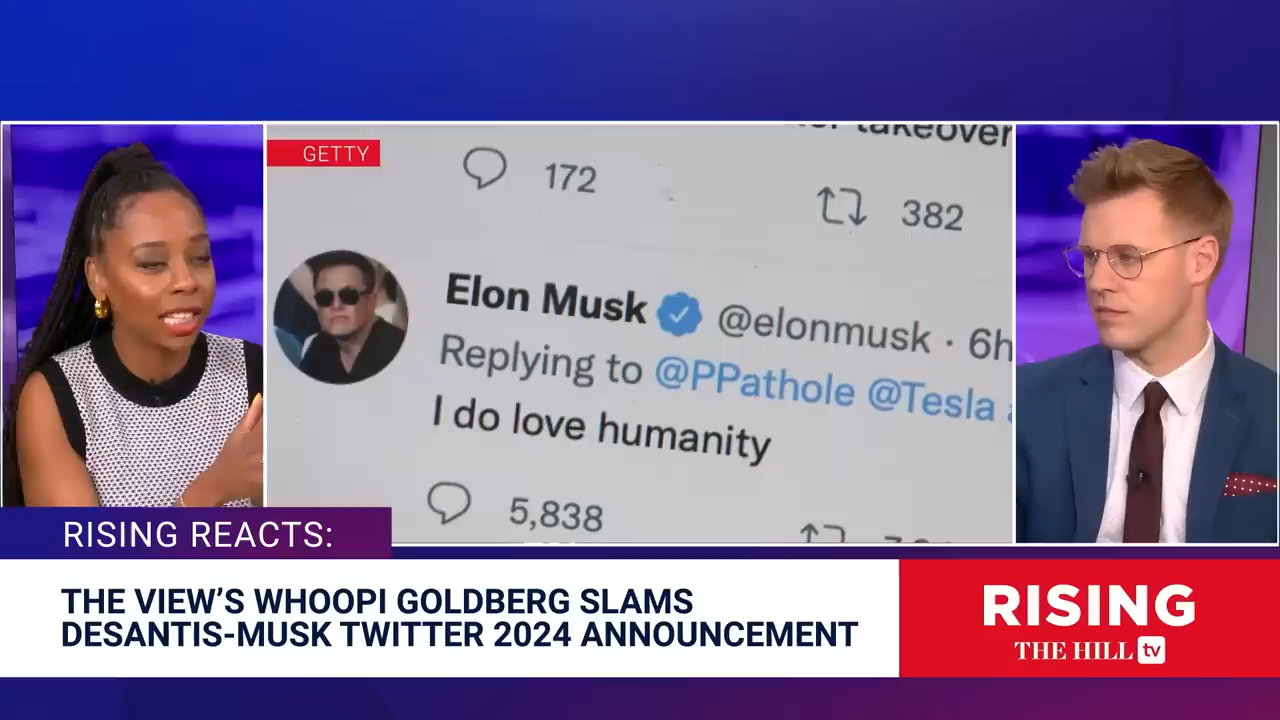 takeover
GETTY
172
382
Elon Musk @elonmusk · 6h
Replying to @PPathole @Tesla
I do love humanity
5,838
RISING REACTS:
THE VIEW'S WHOOPI GOLDBERG SLAMS
DESANTIS-MUSK TWITTER 2024 ANNOUNCEMENT
RISING
THE HILL tv